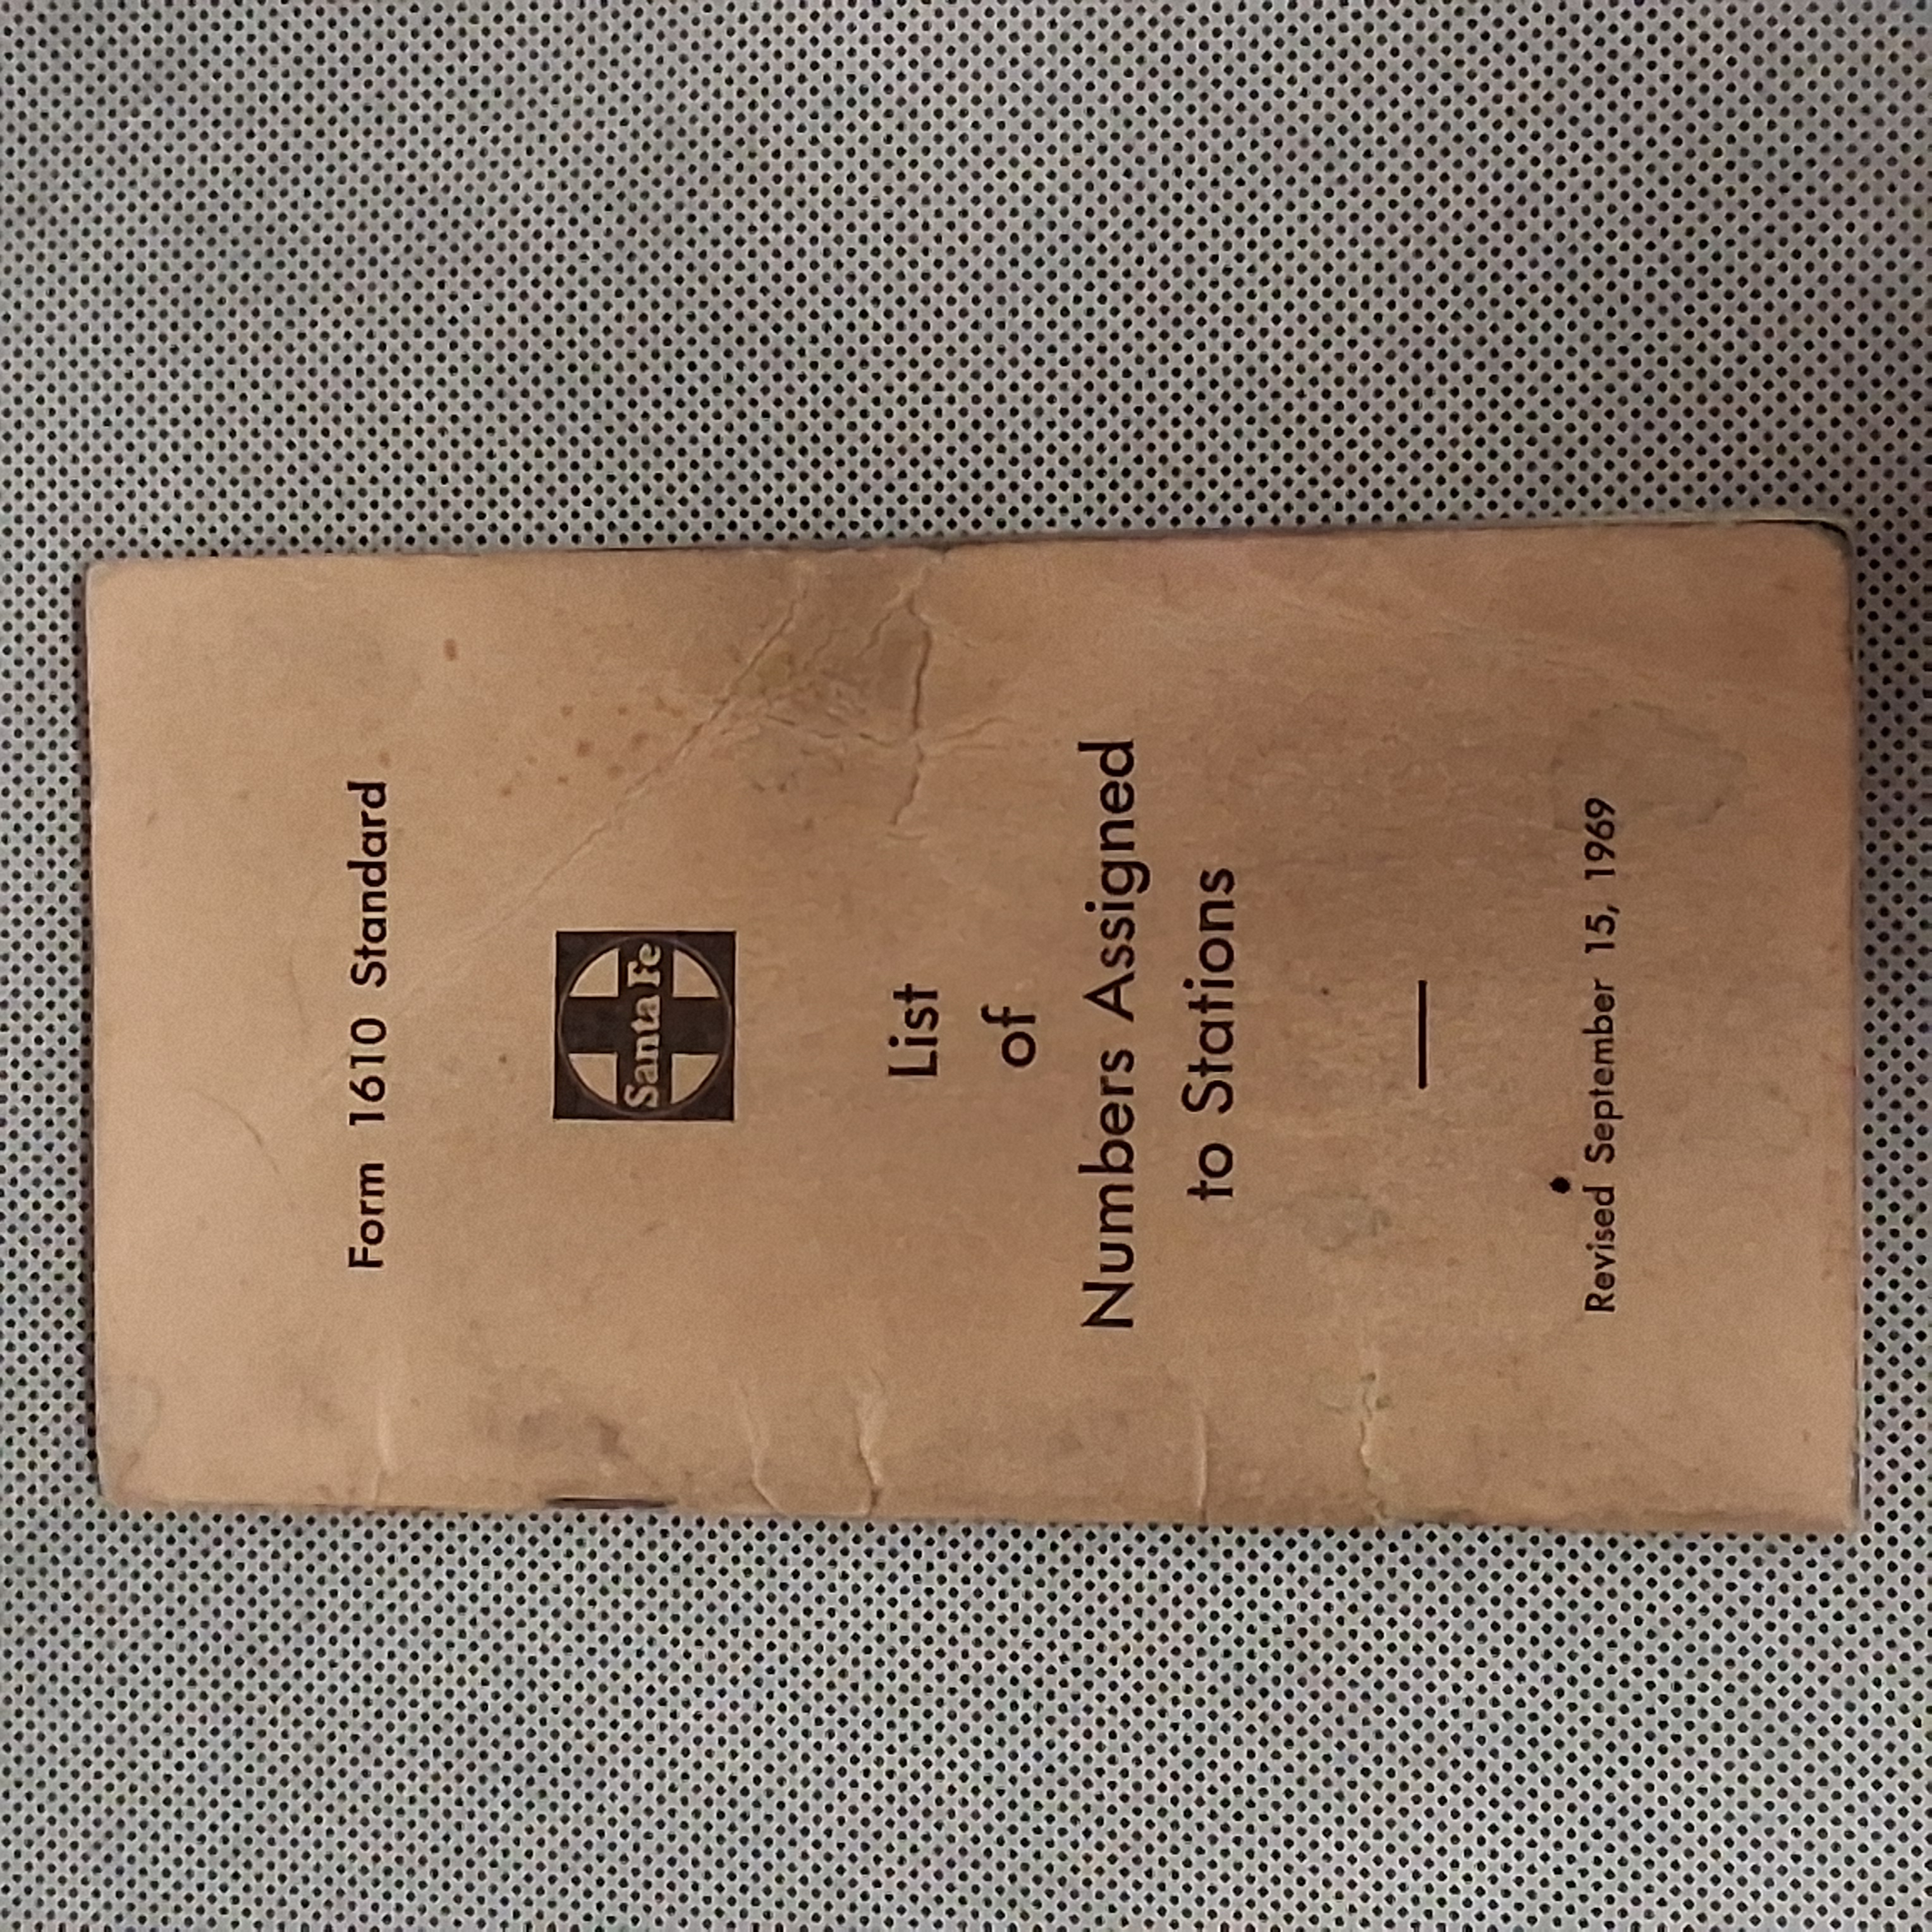 Form 1610 Standard
Santa Fe
List
of
Numbers Assigned
to Stations
Revised September 15, 1969